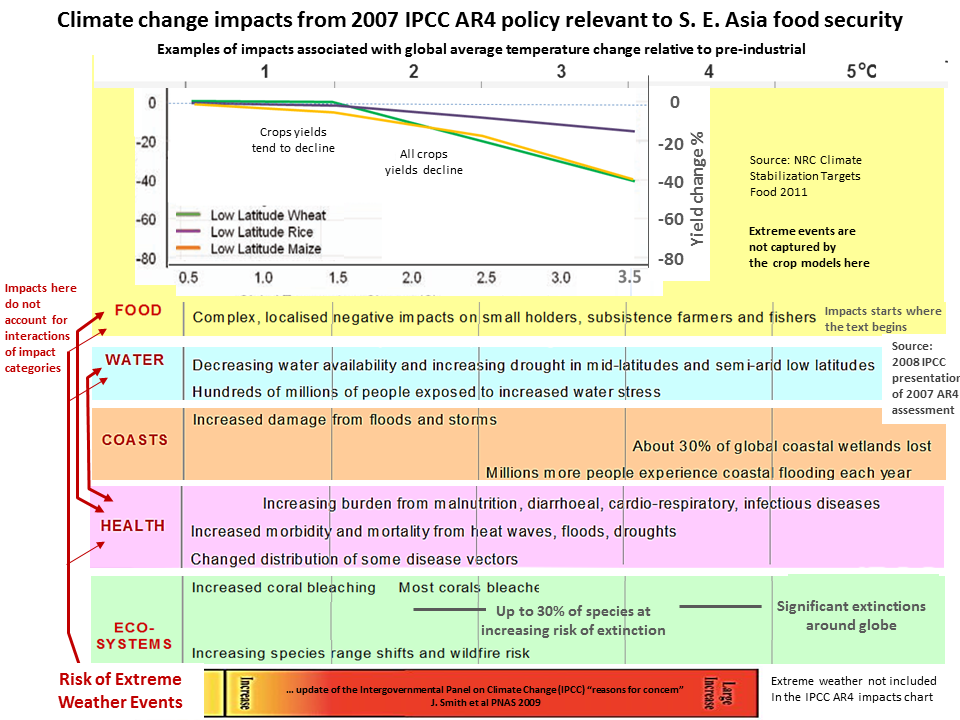 Climate change impacts from 2007 IPCC AR4 policy relevant to S. E. Asia food security
Examples of impacts associated with global average temperature change relative to pre-industrial
1 2 3 4 5°C
0
-20
-40
-60
-80
Crops yields
tend to decline
All crops
yields decline
Low Latitude Wheat
Low Latitude Rice
Low Latitude Maize
0.5 1.0 1.5 2.0 2.5 3.0 3.5
0
-20
-40
-60
-80
Yield change %
Source: NRC Climate
Stabilization Targets
Food 2011
Extreme events are
not captured by
the crop models here
Impacts here
do not
account for
interactions
of impact
categories
FOOD
Complex, localised negative impacts on small holders, subsistence farmers and fishers
Impacts starts where
the text begins
WATER
Decreasing water availability and increasing drought in mid-latitudes and semi-arid low latitudes
Hundreds of millions of people exposed to increased water stress
Source:
2008 IPCC
presentation
of 2007 AR4
assessment
COASTS
Increased damage from floods and storms
About 30% of global coastal wetlands lost
Millions more people experience coastal flooding each year
HEALTH
Increasing burden from malnutrition, diarrhoeal, cardio-respiratory, infectious diseases
Increased morbidity and mortality from heat waves, floods, droughts
Changed distribution of some disease vectors
ECO-
SYSTEMS
Increased coral bleaching Most corals bleache
Up to 30% of species at
increasing risk of extinction
Significant extinctions
around globe
Increasing species range shifts and wildfire risk
Risk of Extreme
Weather Events
Increase
... update of the Intergovernmental Panel on Climate Change (IPCC) "reasons for concern"
J. Smith et al PNAS 2009
Large
Increase
Extreme weather not included
In the IPCC AR4 impacts chart